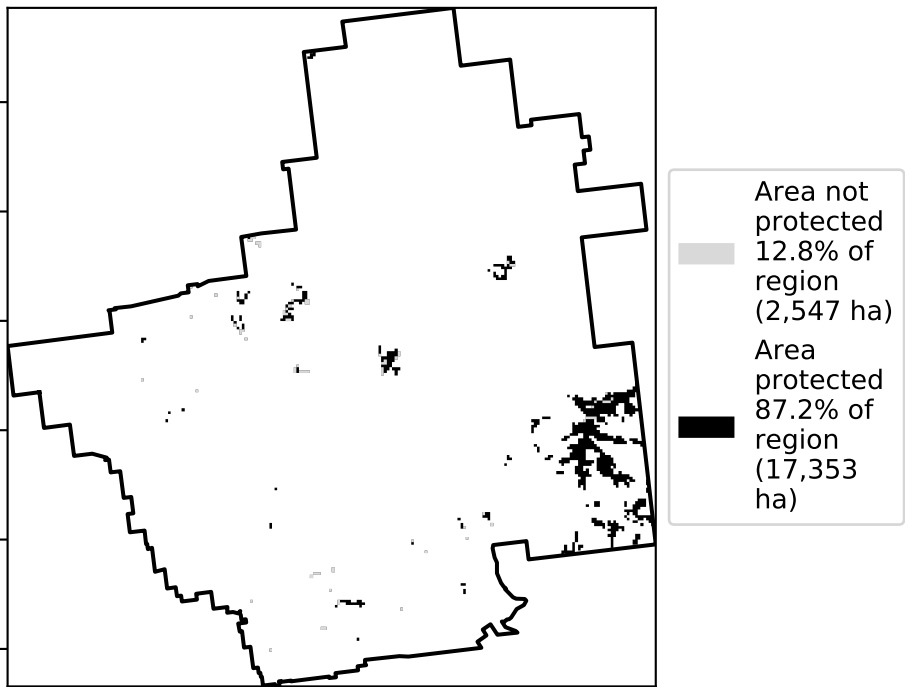 Area not
protected
12.8% of
region
(2,547 ha)
Area
protected
87.2% of
region
(17,353
ha)